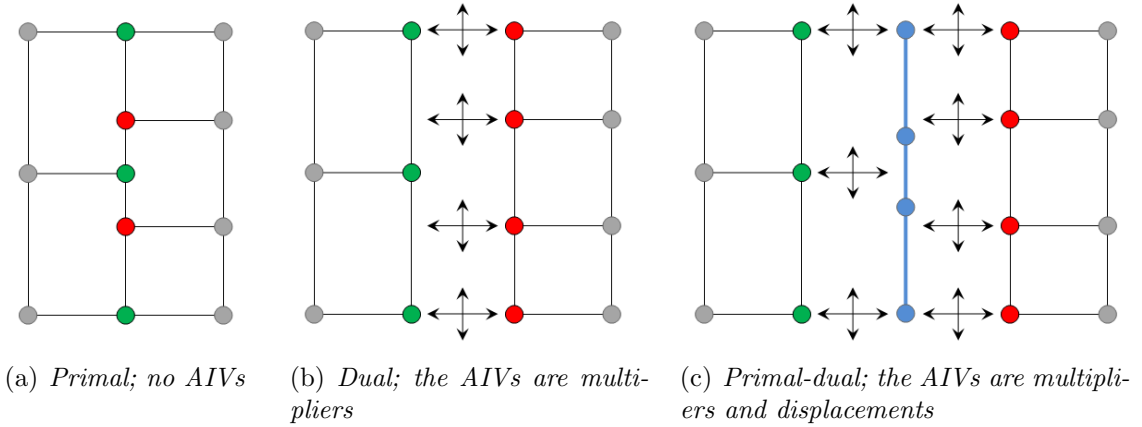 (a) Primal; no AIVs
(b) Dual; the AIVs are multi-
pliers
(c) Primal-dual; the AIVs are multipli-
ers and displacements